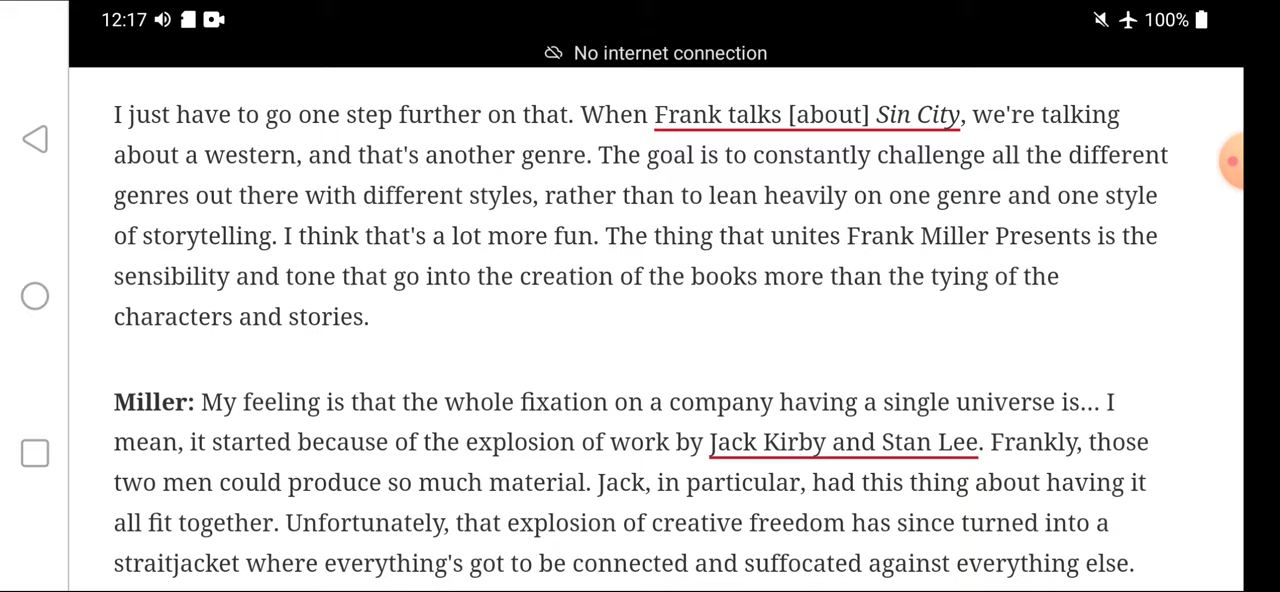 12:17
100%
No internet connection
I just have to go one step further on that. When Frank talks [about] Sin City, we're talking
about a western, and that's another genre. The goal is to constantly challenge all the different
genres out there with different styles, rather than to lean heavily on one genre and one style
of storytelling. I think that's a lot more fun. The thing that unites Frank Miller Presents is the
sensibility and tone that go into the creation of the books more than the tying of the
characters and stories.
Miller: My feeling is that the whole fixation on a company having a single universe is... I
mean, it started because of the explosion of work by Jack Kirby and Stan Lee. Frankly, those
two men could produce so much material. Jack, in particular, had this thing about having it
all fit together. Unfortunately, that explosion of creative freedom has since turned into a
straitjacket where everything's got to be connected and suffocated against everything else.